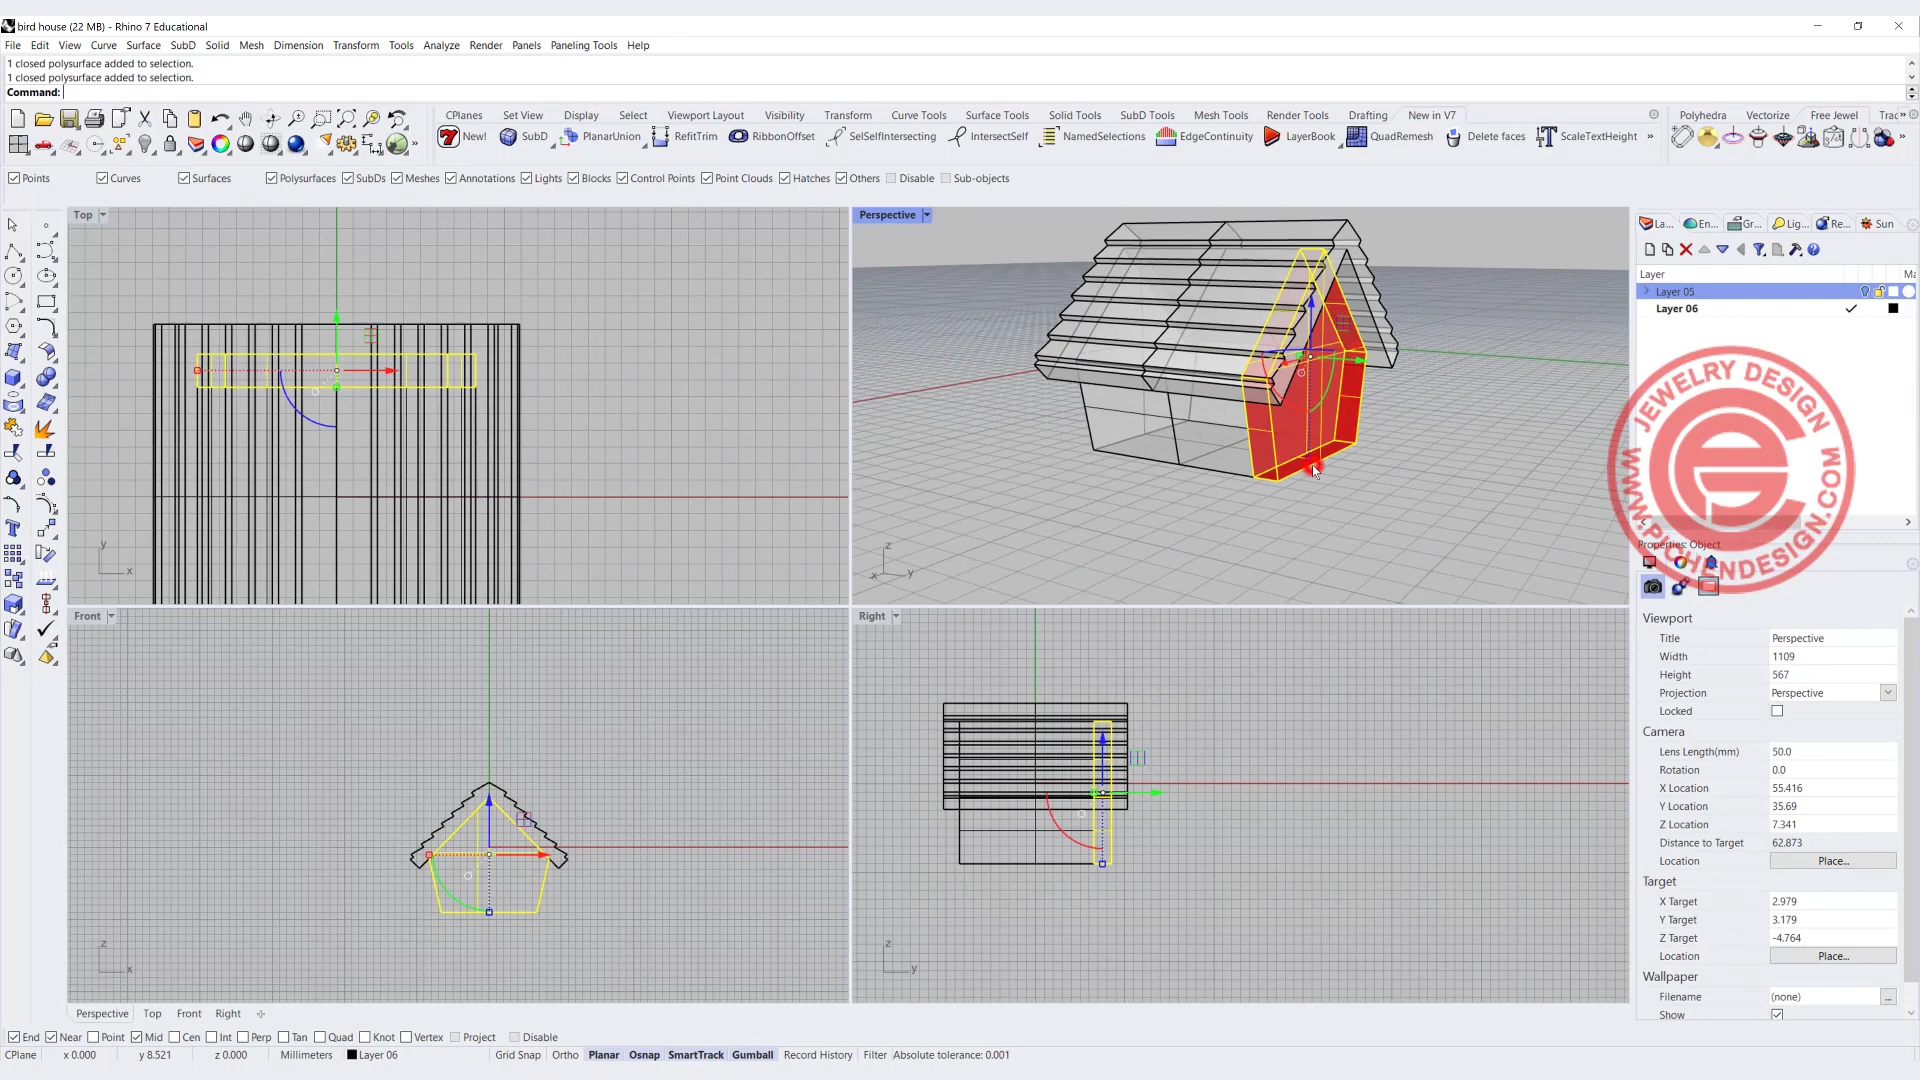 bird house (22 MB) - Rhino 7 Educational
File Edit View Curve Surface SubD Solid Mesh Dimension Transform Tools Analyze Render Panels Paneling Tools Help
1 closed polysurface added to selection.
1 closed polysurface added to selection.
Command:
CPlanes Set View Display Select Viewport Layout Visibility Transform Curve Tools Surface Tools Solid Tools SubD Tools Mesh Tools Render Tools Drafting New in V7 Polyhedra Vectorize Free Jewel Trac
New! SubD PlanarUnion RefitTrim RibbonOffset SelSelfIntersecting IntersectSelf NamedSelections EdgeContinuity LayerBook QuadRemesh Delete faces ScaleTextHeight
Points Curves Surfaces Polysurfaces SubDs Meshes Annotations Lights Blocks Control Points Point Clouds Hatches Others Disable Sub-objects
Top
Perspective
La... En... Gr... Lig... Re... Sun
Layer Ma
Layer 05
Layer 06
y
x
z
x y
JEWELRY DESIGN
WWW.PICHENDESIGN.COM
Front
Right
z
x
z
y
Properties: Object
Viewport
Title Perspective
Width 1109
Height 567
Projection Perspective
Locked
Camera
Lens Length(mm) 50.0
Rotation 0.0
X Location 55.416
Y Location 35.69
Z Location 7.341
Distance to Target 62.873
Location Place...
Target
X Target 2.979
Y Target 3.179
Z Target -4.764
Location Place...
Wallpaper
Filename (none) ...
Show
Perspective Top Front Right
End Near Point Mid Cen Int Perp Tan Quad Knot Vertex Project Disable
CPlane x 0.000 y 8.521 z 0.000 Millimeters Layer 06 Grid Snap Ortho Planar Osnap SmartTrack Gumball Record History Filter Absolute tolerance: 0.001